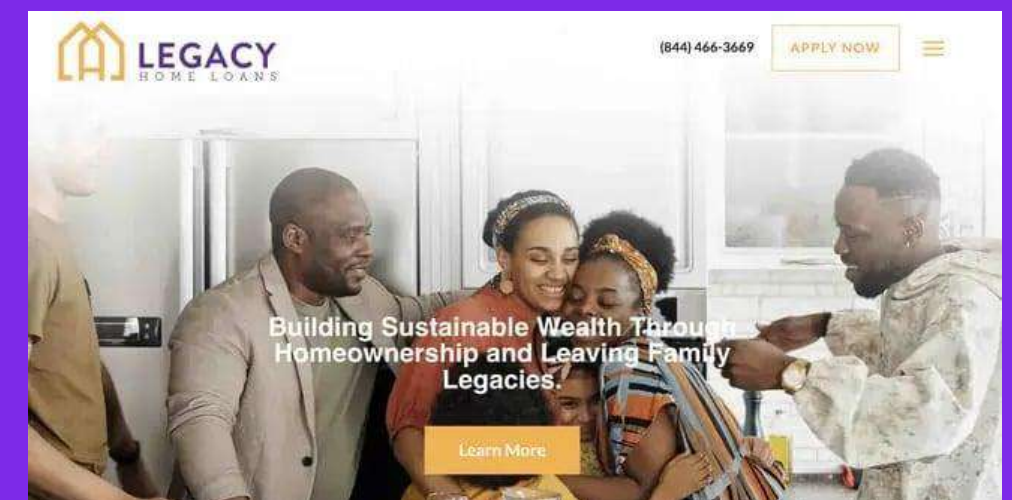 LEGACY
HOME LOANS
(844) 466-3669
APPLY NOW
Building Sustainable Wealth Through
Homeownership and Leaving Family
Legacies.
Learn More